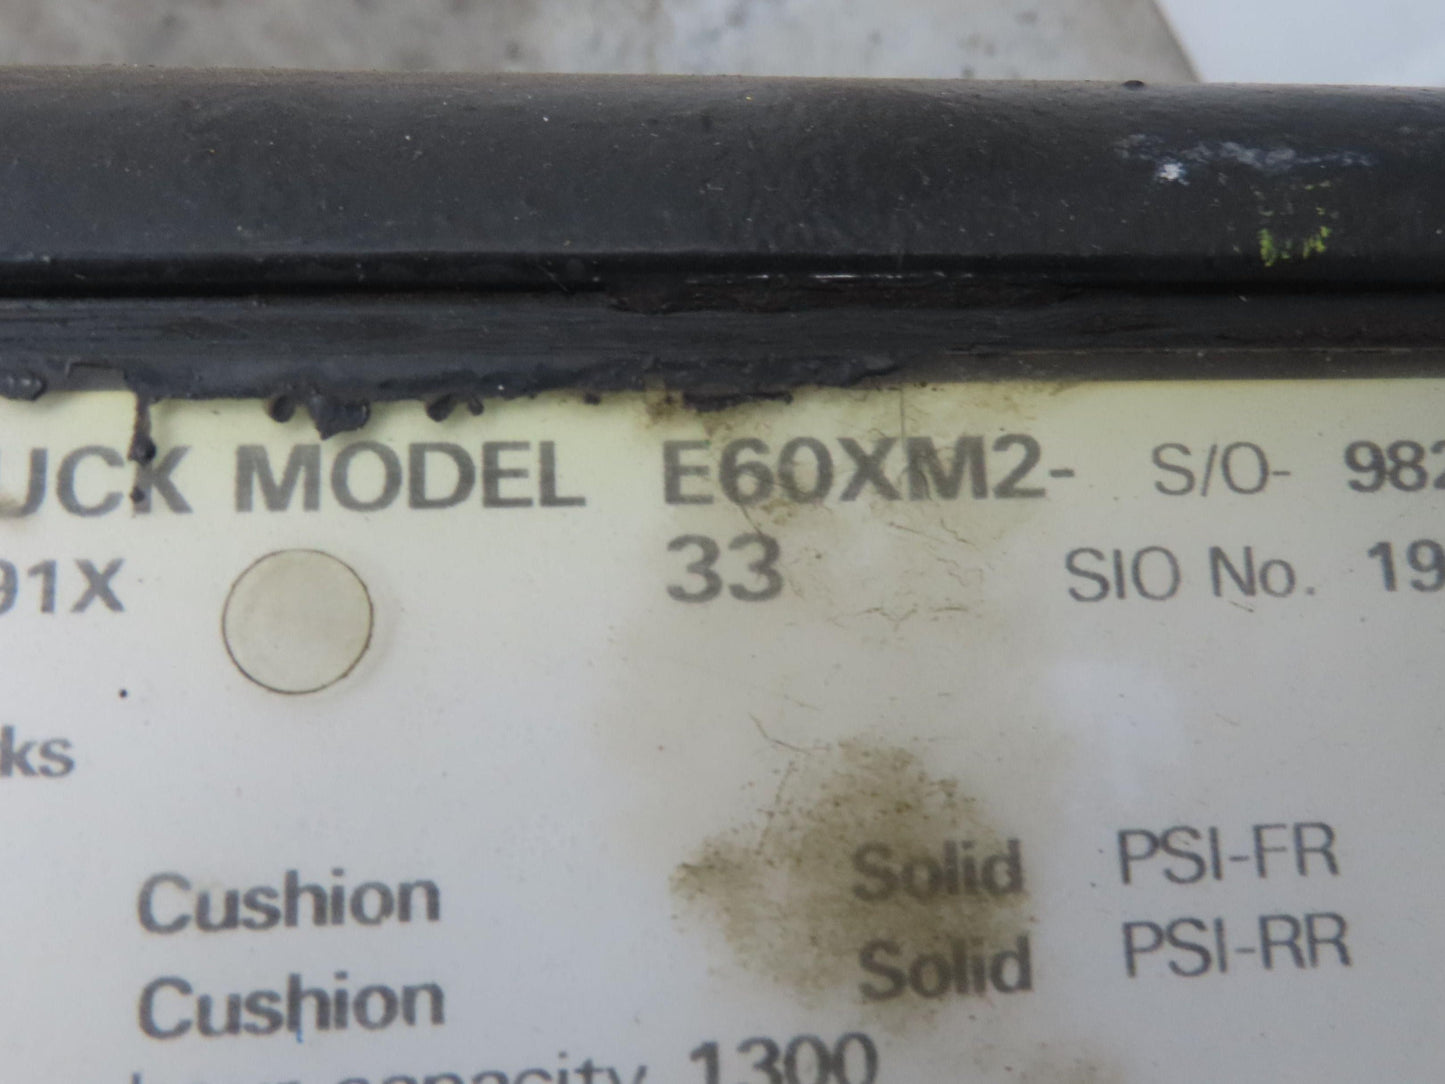 UCK MODEL E60XM2- S/O- 982
91X 33 SIO No. 19
ks
Cushion Solid PSI-FR
Cushion Solid PSI-RR
capacity 1300